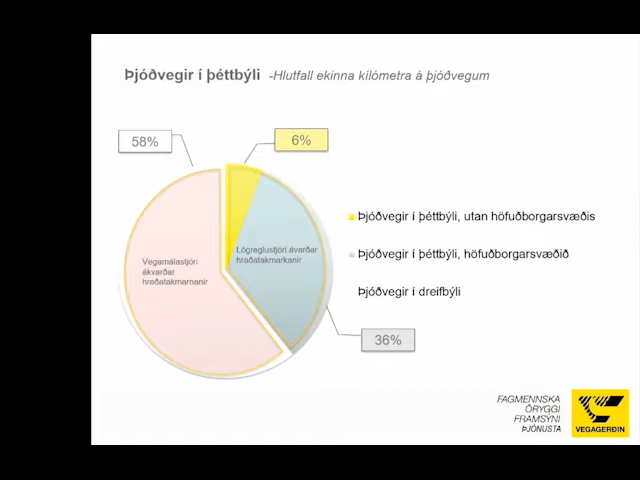 Þjóðvegir í þéttbýli -Hlutfall ekinna kílómetra á þjóðvegum
58%
6%
Þjóðvegir í þéttbýli, utan höfuðborgarsvæðis
Lögreglustjóri ávarðar
hraðatakmarkanir
Þjóðvegir í þéttbýli, höfuðborgarsvæðið
Vegamálastjóri
ákvarðar
hraðatakmarnanir
Þjóðvegir í dreifbýli
36%
FAGMENNSKA
ÖRYGGI
FRAMSÝNI
ÞJÓNUSTA
VEGAGERÐIN